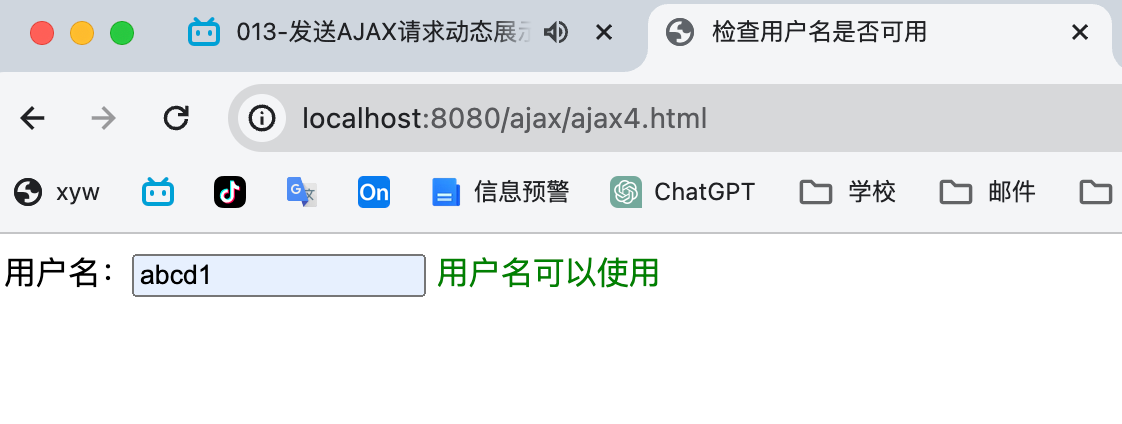 013-发送AJAX请求动态展示
检查用户名是否可用
localhost:8080/ajax/ajax4.html
xyw
On
信息预警
ChatGPT
学校
邮件
用户名：abcd1 用户名可以使用